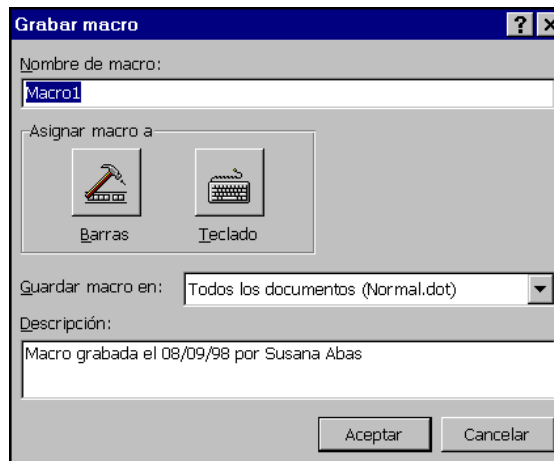 Grabar macro
Nombre de macro:
Macro1
Asignar macro a
Barras Teclado
Guardar macro en: Todos los documentos (Normal.dot)
Descripción:
Macro grabada el 08/09/98 por Susana Abas
Aceptar Cancelar